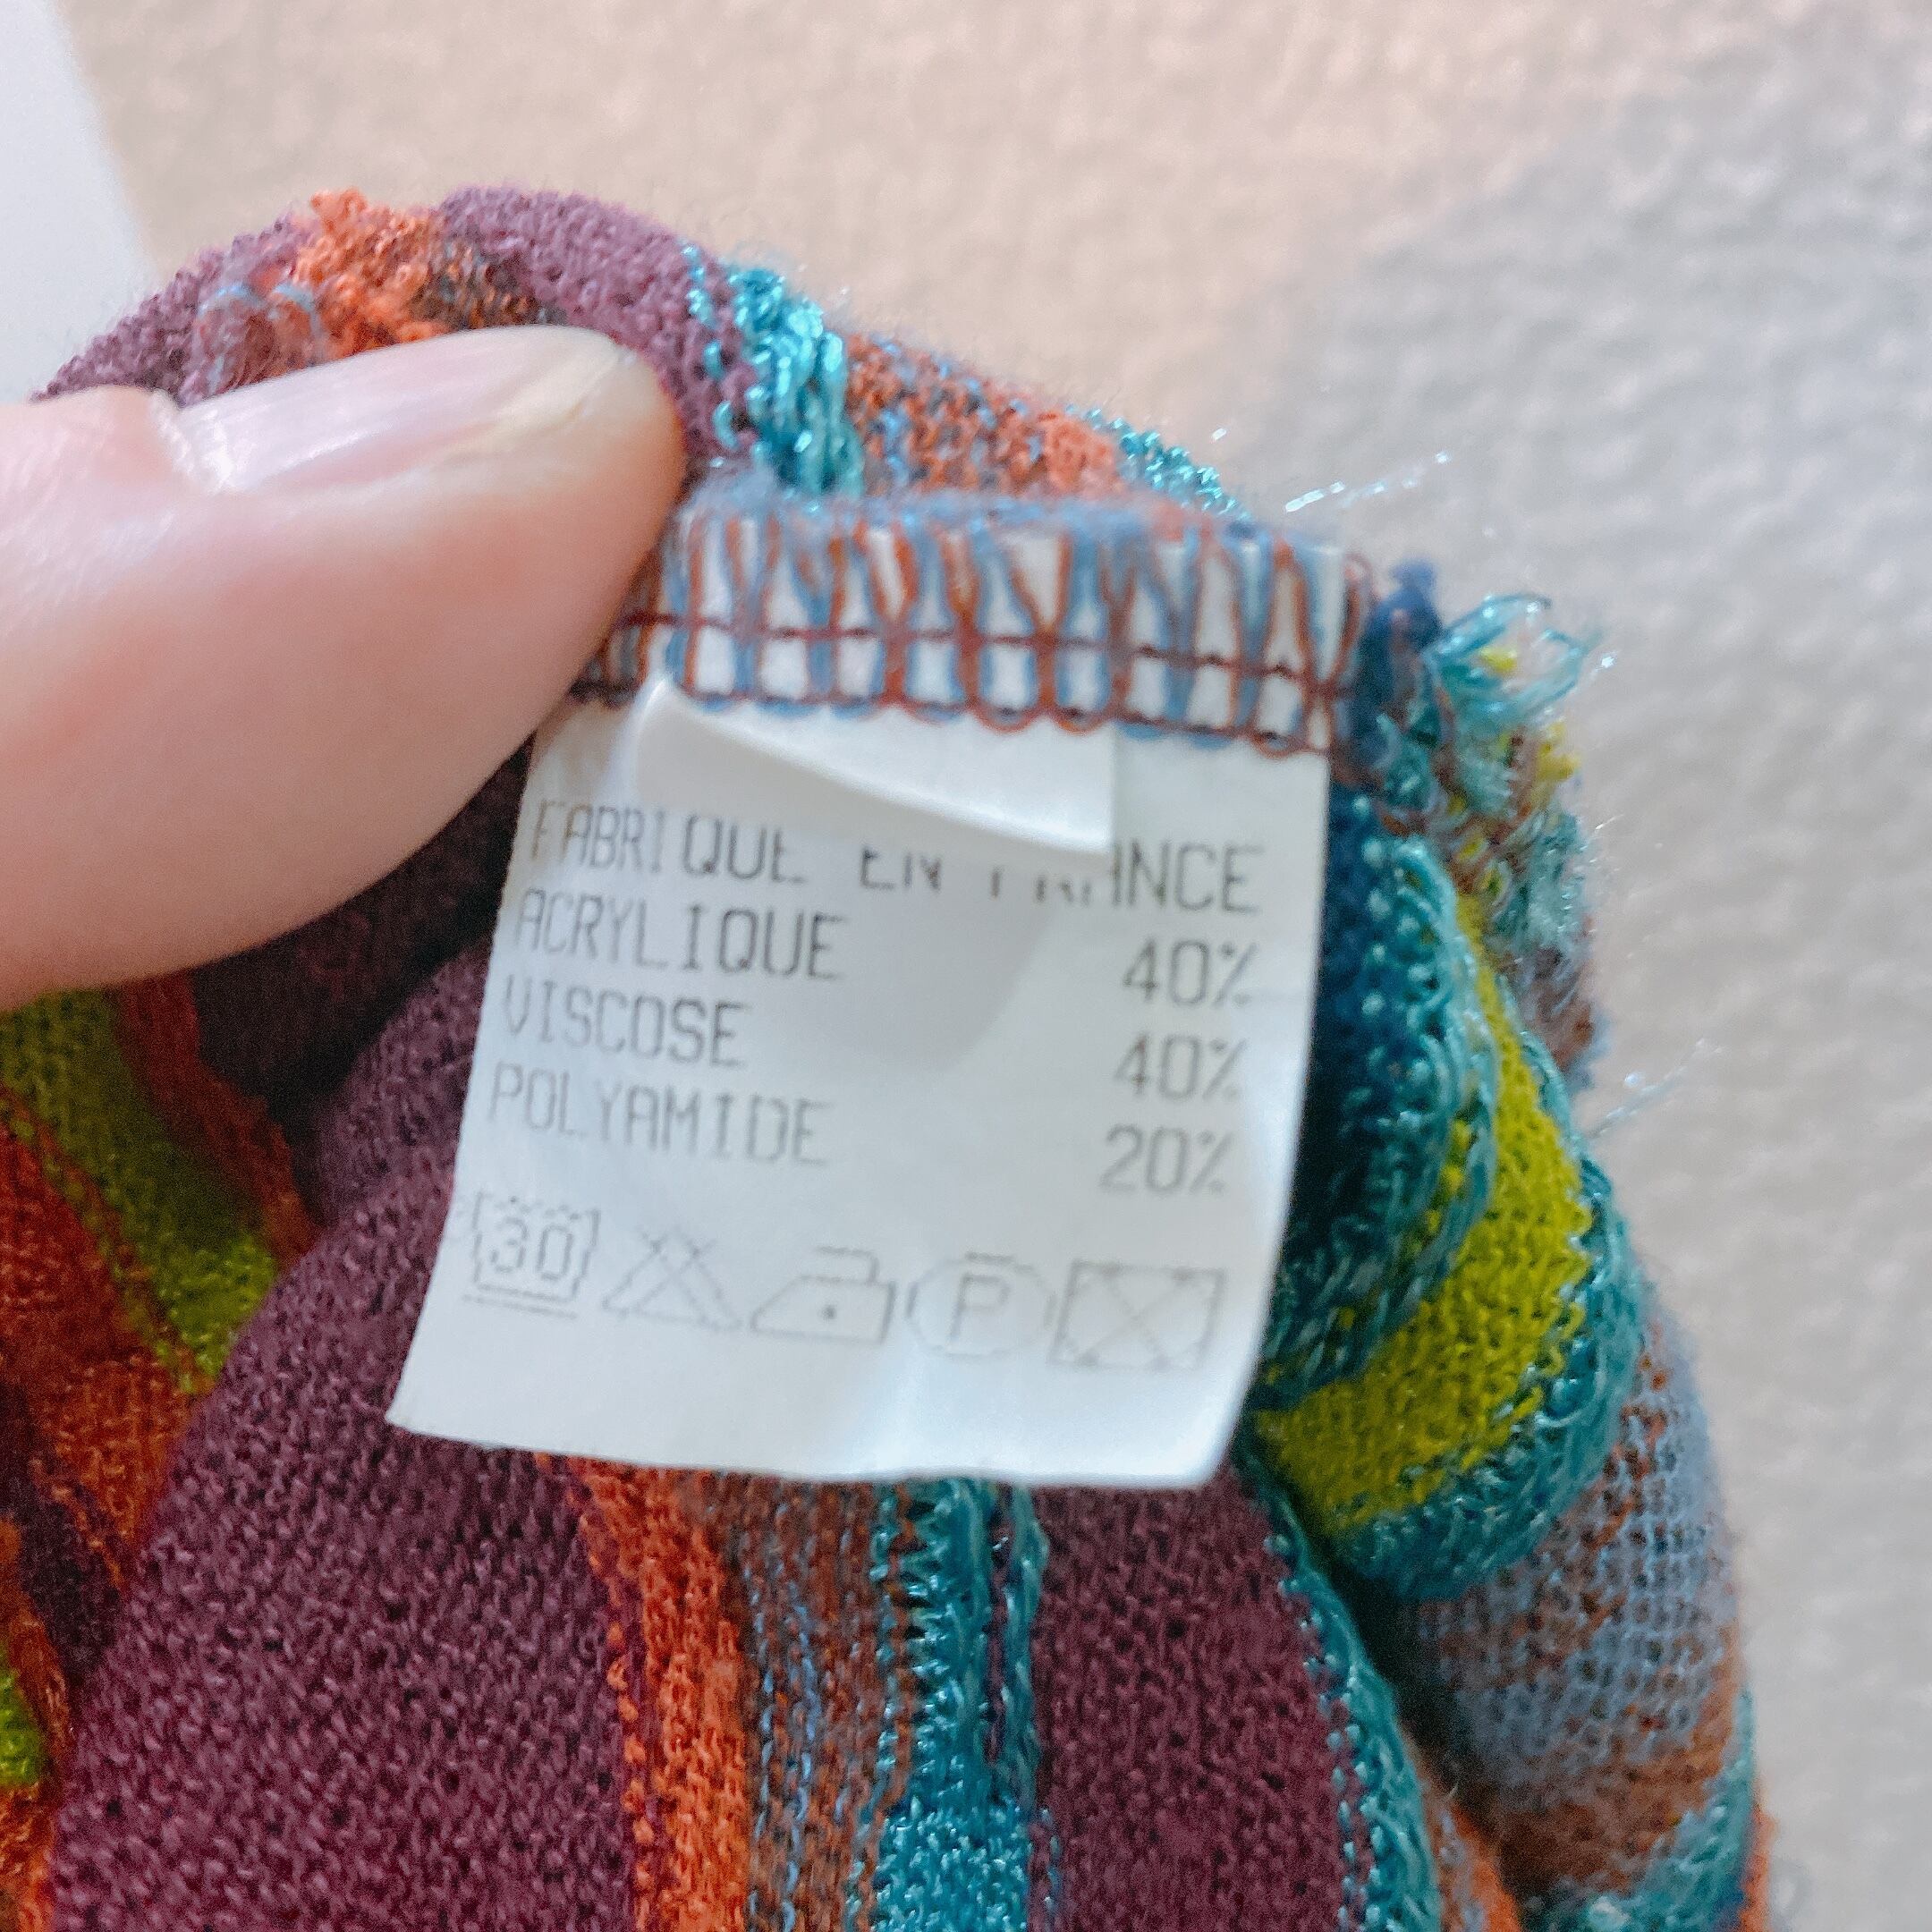 FABRIQUE EN FRANCE
ACRYLIQUE 40%
VISCOSE 40%
POLYAMIDE 20%
30 P